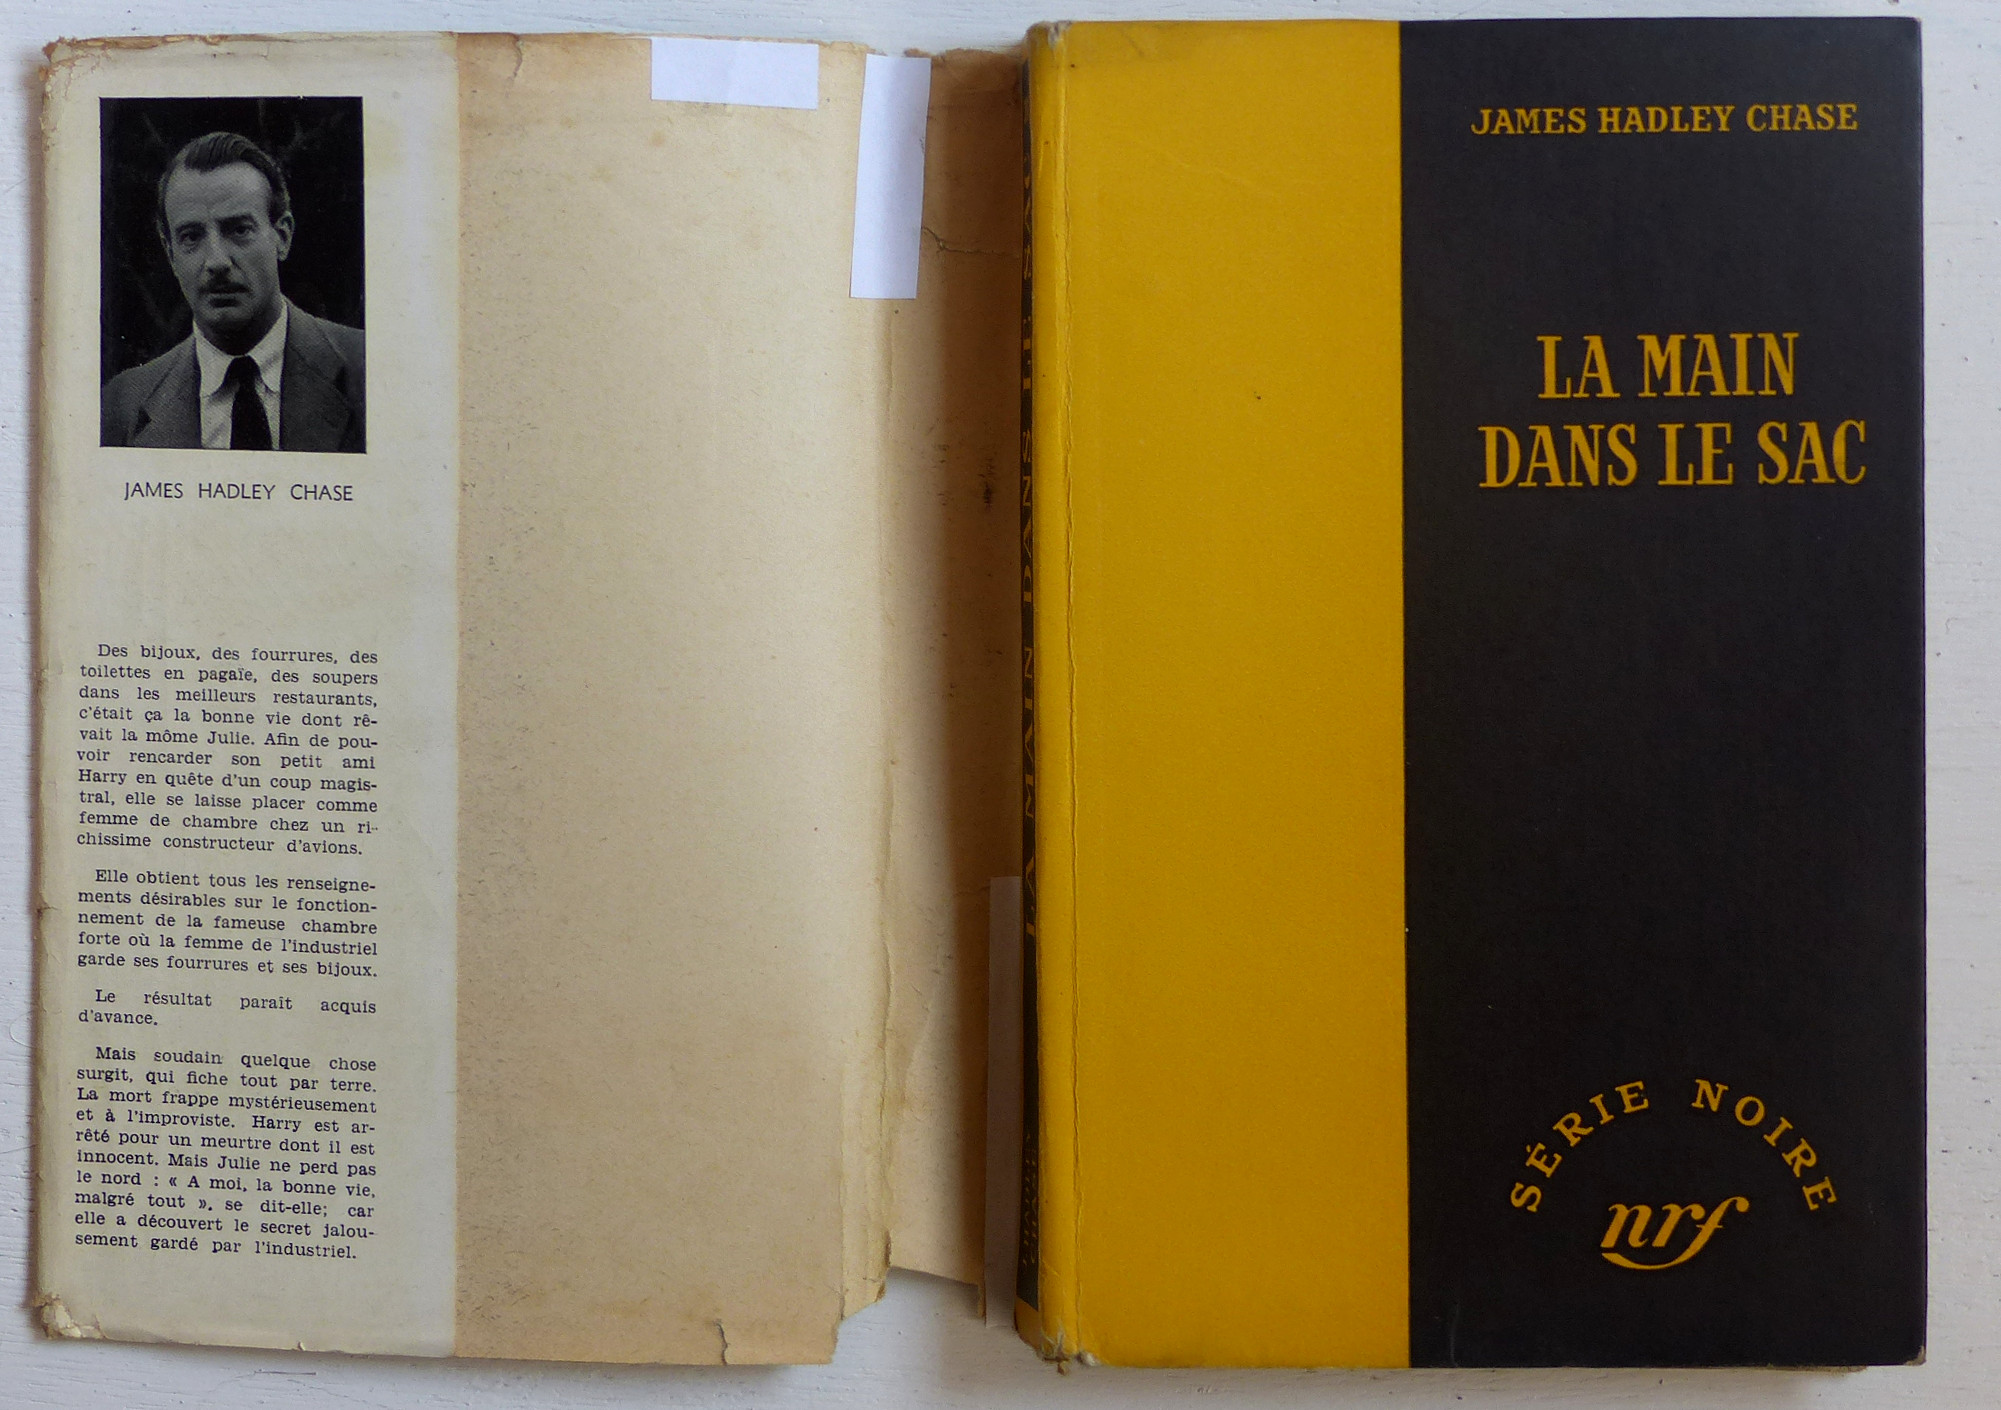 JAMES HADLEY CHASE
Des bijoux, des fourrures, des
toilettes en pagaïe, des soupers
dans les meilleurs restaurants,
c'était ça la bonne vie dont rê-
vait la môme Julie. Afin de pou-
voir rencarder son petit ami
Harry en quête d'un coup magis-
tral, elle se laisse placer comme
femme de chambre chez un ri-
chissime constructeur d'avions.
Elle obtient tous les renseigne-
ments désirables sur le fonction-
nement de la fameuse chambre
forte où la femme de l'industriel
garde ses fourrures et ses bijoux.
Le résultat paraît acquis
d'avance.
Mais soudain quelque chose
surgit, qui fiche tout par terre.
La mort frappe mystérieusement
et à l'improviste. Harry est ar-
rêté pour un meurtre dont il est
innocent. Mais Julie ne perd pas
le nord : « A moi, la bonne vie,
malgré tout ». se dit-elle; car
elle a découvert le secret jalou-
sement gardé par l'industriel.
LA MAIN DANS LE SAC
JAMES HADLEY CHASE
LA MAIN
DANS LE SAC
SÉRIE NOIRE
nrf